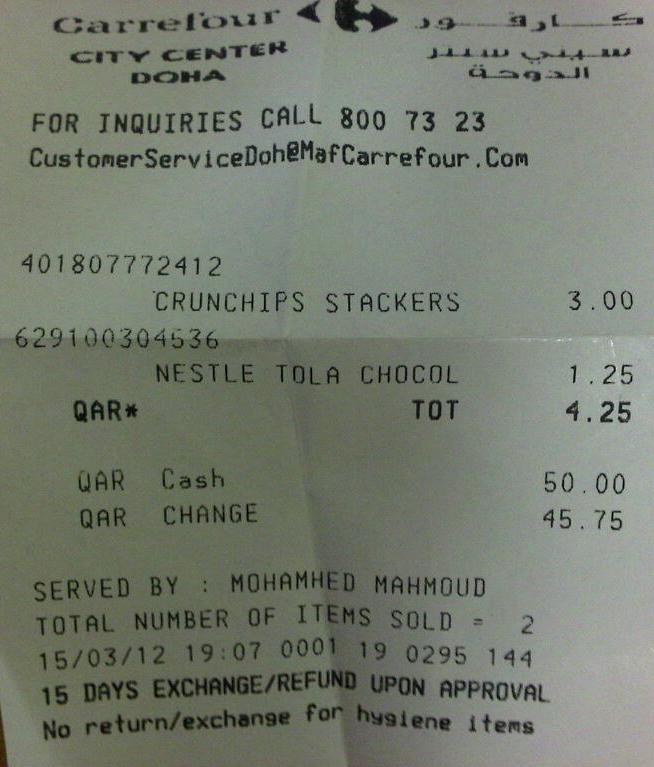 Carrefour كارفور
CITY CENTER سيتي سنتر
DOHA الدوحة
FOR INQUIRIES CALL 800 73 23
CustomerServiceDoh@MafCarrefour.Com
401807772412
CRUNCHIPS STACKERS 3.00
629100304536
NESTLE TOLA CHOCOL 1.25
QAR* TOT 4.25
QAR Cash 50.00
QAR CHANGE 45.75
SERVED BY : MOHAMHED MAHMOUD
TOTAL NUMBER OF ITEMS SOLD = 2
15/03/12 19:07 0001 19 0295 144
15 DAYS EXCHANGE/REFUND UPON APPROVAL
No return/exchange for hygiene items